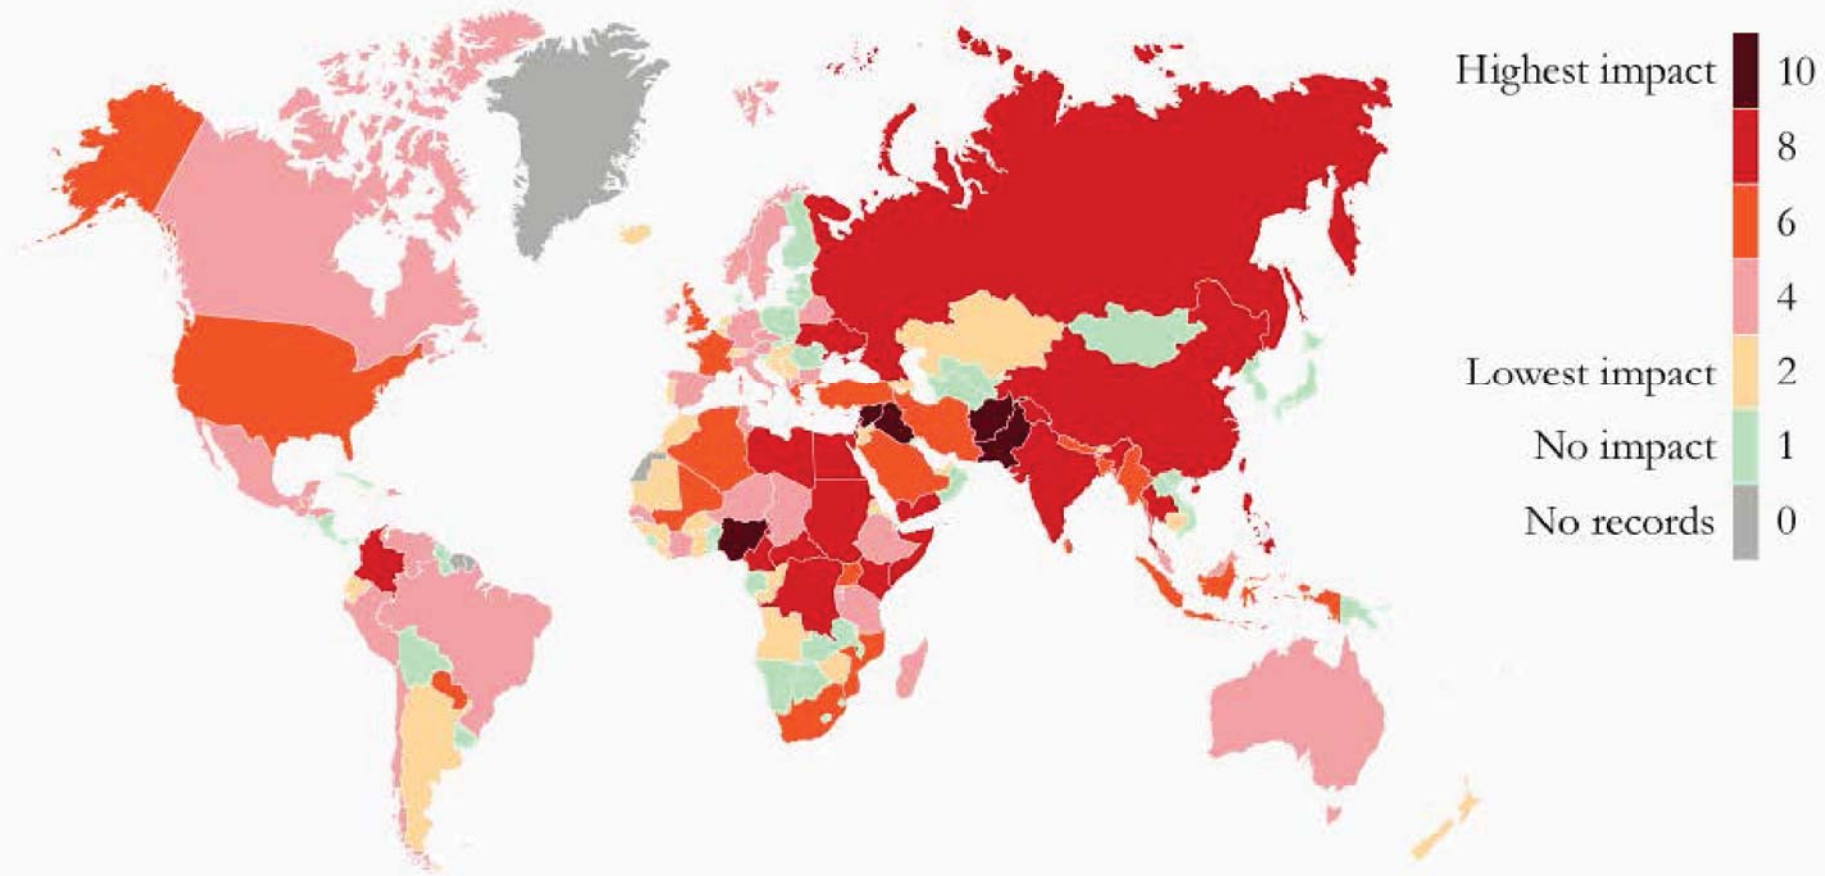 Highest impact 10
8
6
4
Lowest impact 2
No impact 1
No records 0